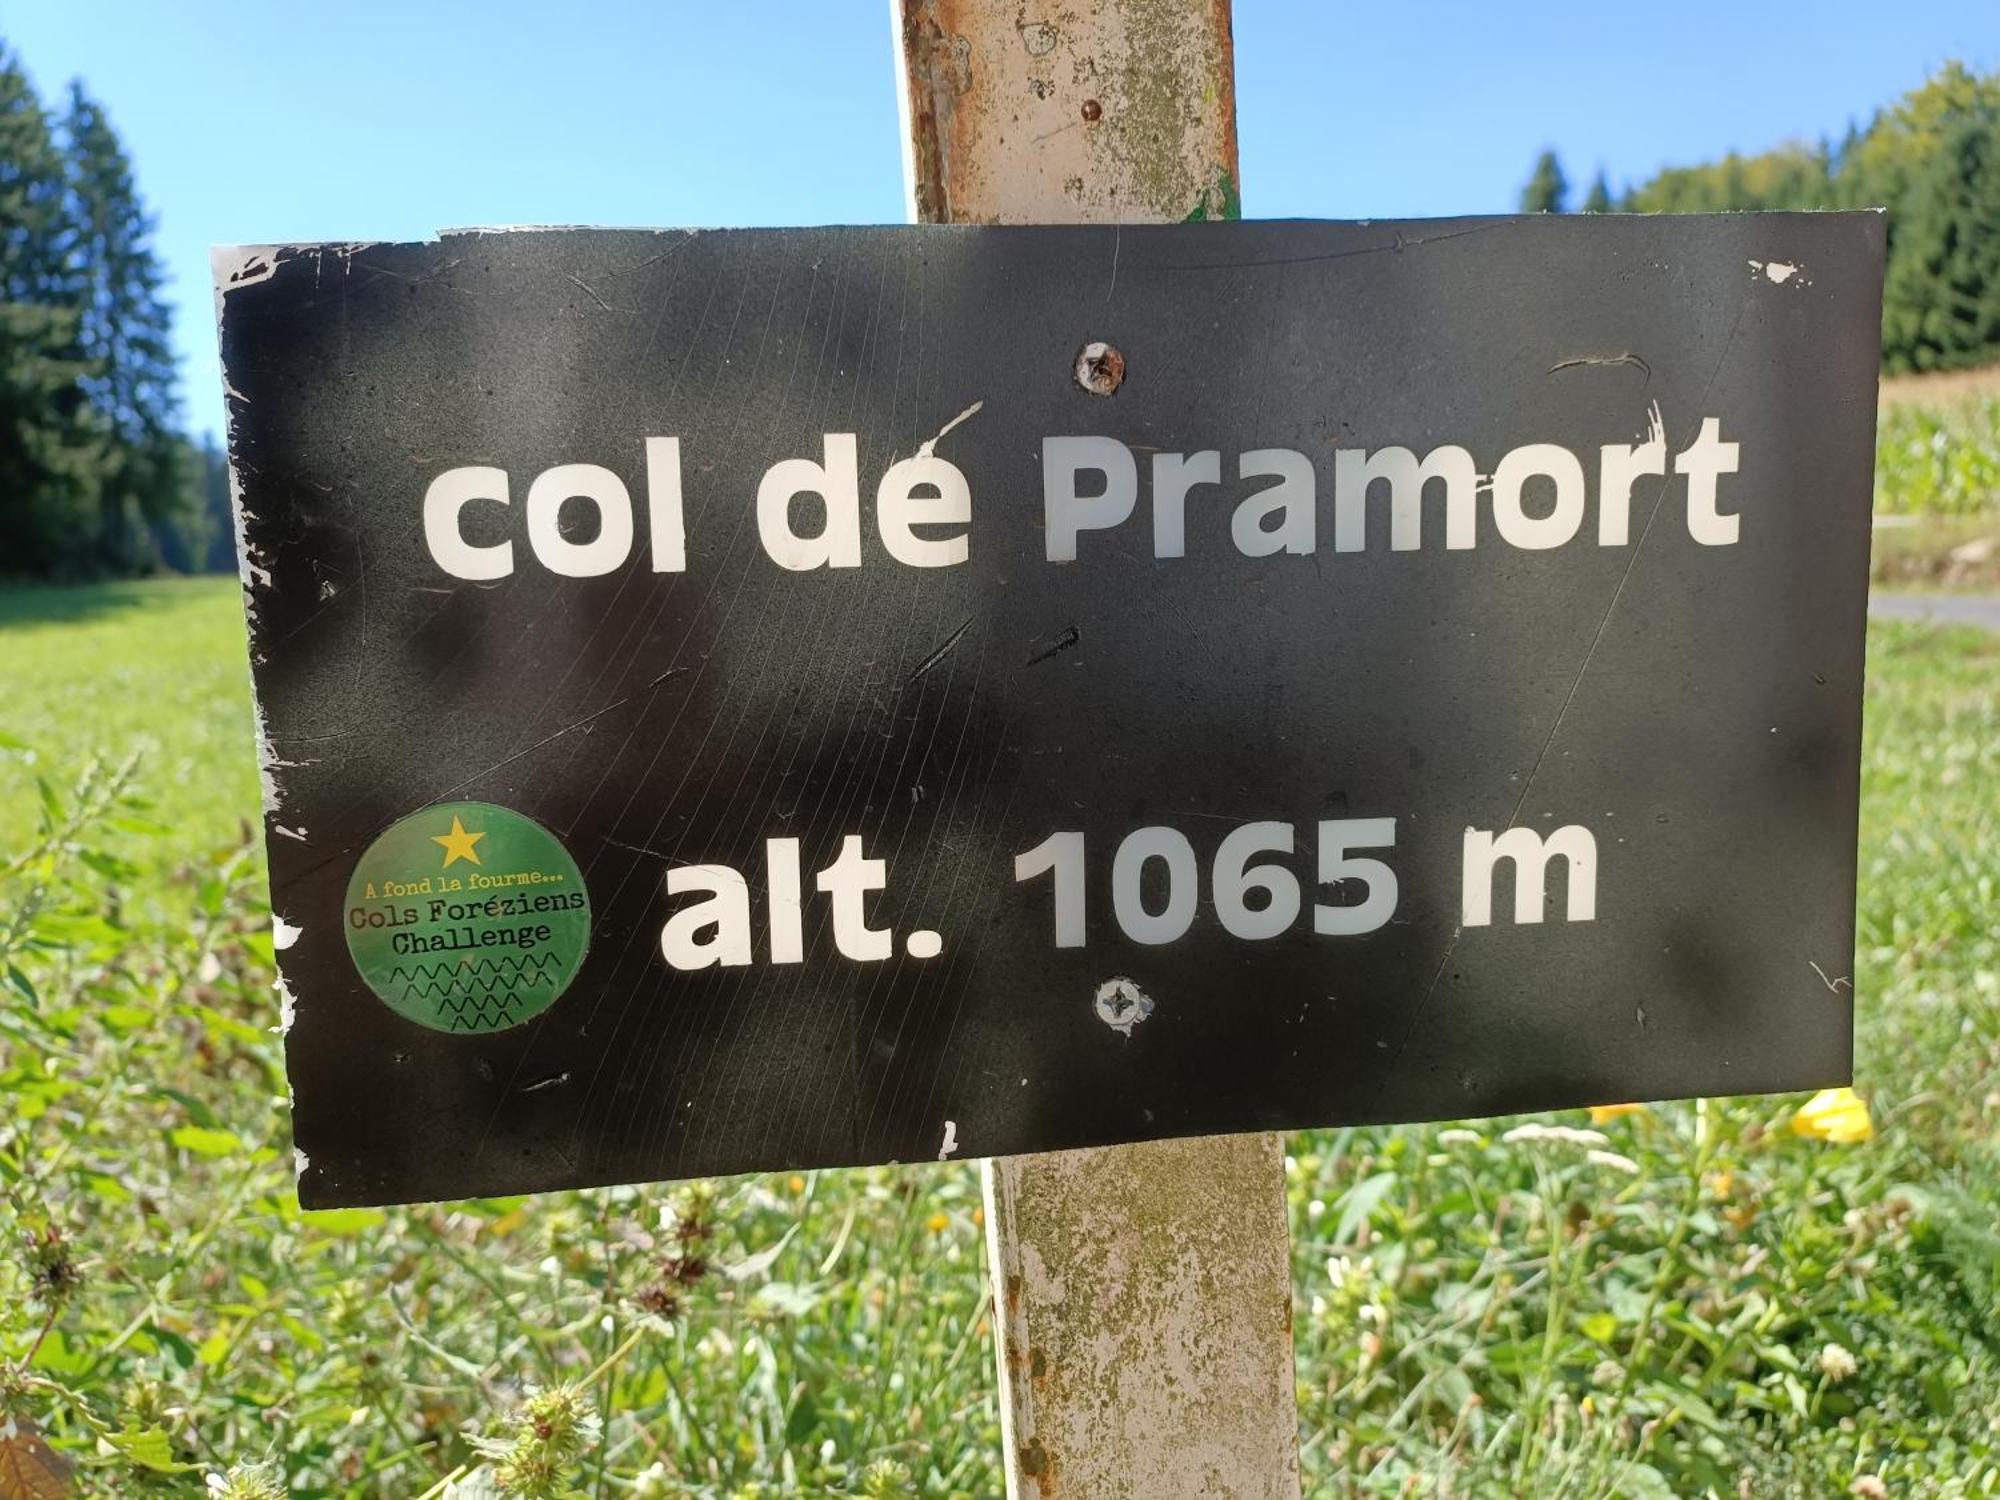 col de Pramort
alt. 1065 m
A fond la fourme...
Cols Foréziens
Challenge